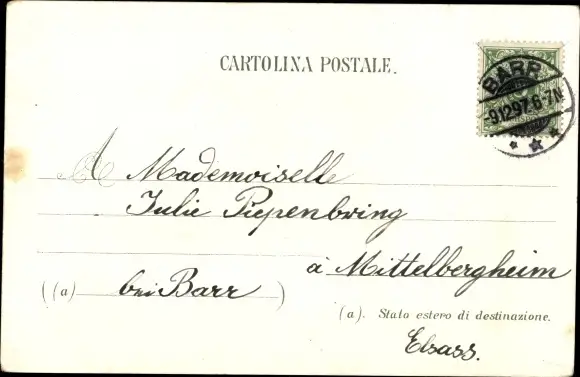 CARTOLINA POSTALE.
BARR
-9.12.97.6-7N
A Mademoiselle
Julie Piepenbring
à Mittelbergheim
((a) bei Barr )
(a). Stato estero di destinazione.
Elsass.